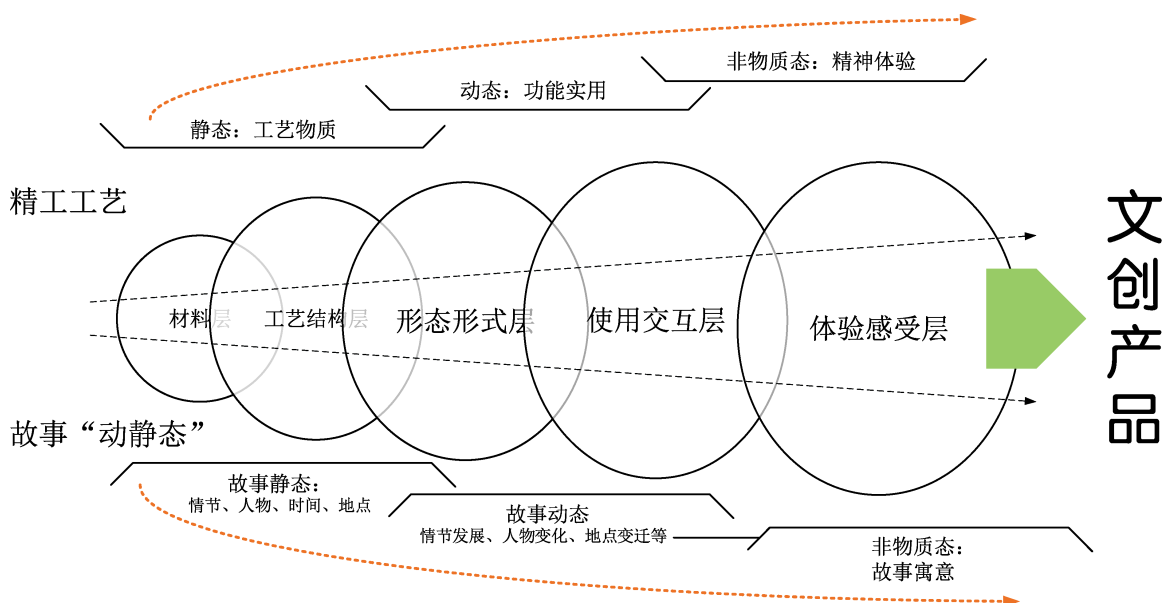 非物质态：精神体验
动态：功能实用
静态：工艺物质
精工工艺
材料层
工艺结构层
形态形式层
使用交互层
体验感受层
文创产品
故事“动静态”
故事静态：
情节、人物、时间、地点
故事动态
情节发展、人物变化、地点变迁等
非物质态：
故事寓意